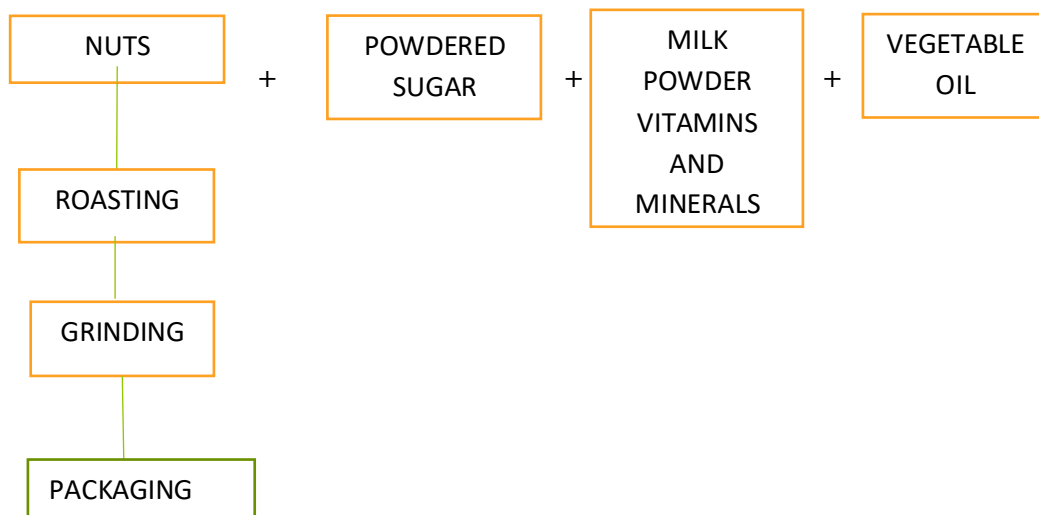 NUTS
+
POWDERED
SUGAR
+
MILK
POWDER
VITAMINS
AND
MINERALS
+
VEGETABLE
OIL
ROASTING
GRINDING
PACKAGING